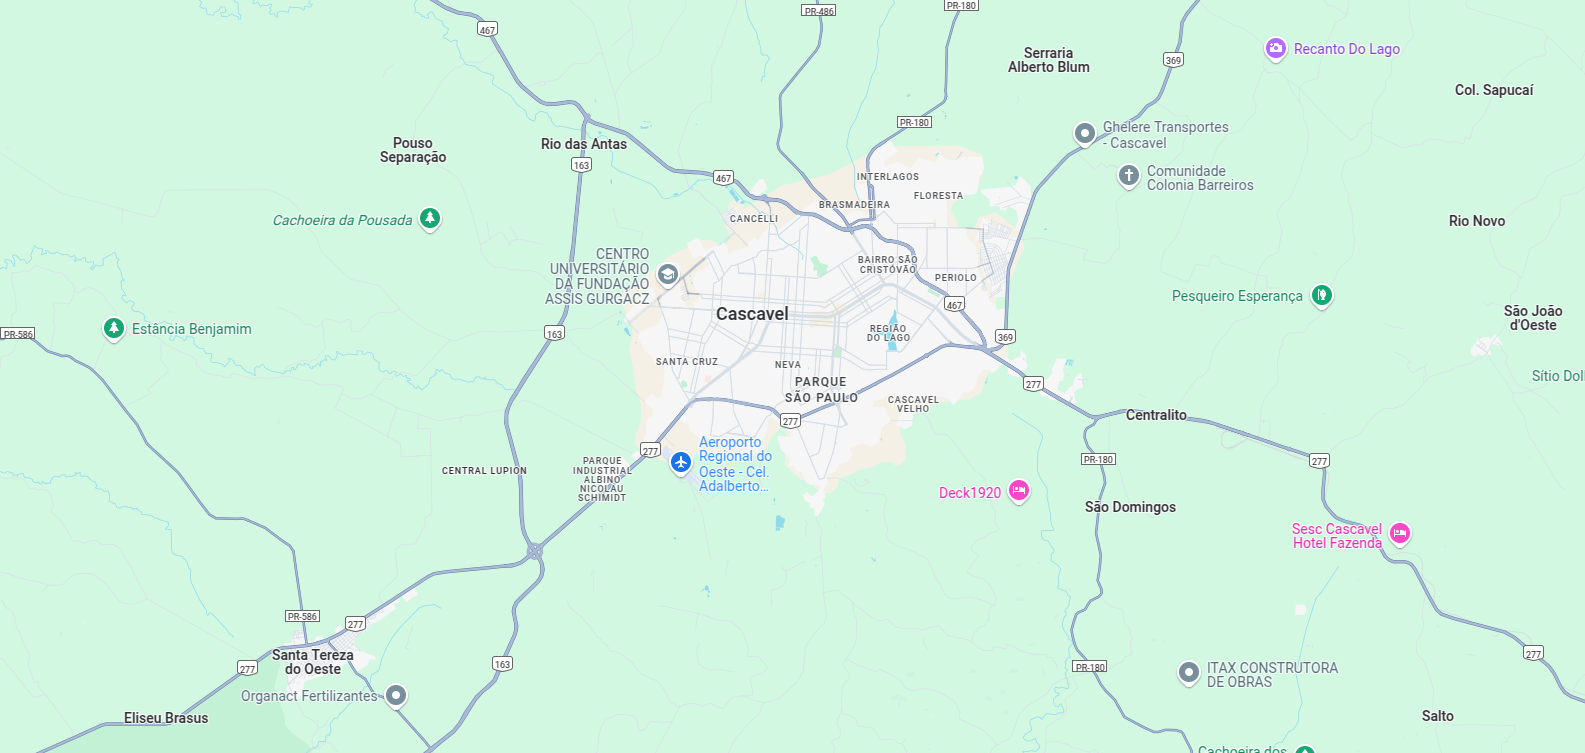 PR-486
PR-180
467
Serraria
Alberto Blum
369
Recanto Do Lago
Col. Sapucaí
PR-180
Ghelere Transportes
- Cascavel
Pouso
Separação
Rio das Antas
163
467
INTERLAGOS
Comunidade
Colonia Barreiros
FLORESTA
BRASMADEIRA
CANCELLI
Cachoeira da Pousada
Rio Novo
CENTRO
UNIVERSITÁRIO
DA FUNDAÇÃO
ASSIS GURGACZ
BAIRRO SÃO
CRISTÓVÃO
PERIOLO
Pesqueiro Esperança
467
Cascavel
São João
d'Oeste
PR-586
Estância Benjamim
163
REGIÃO
DO LAGO
369
SANTA CRUZ
NEVA
PARQUE
SÃO PAULO
277
Sítio Doll
CASCAVEL
VELHO
Centralito
277
277
Aeroporto
Regional do
Oeste - Cel.
Adalberto...
CENTRAL LUPION
PARQUE
INDUSTRIAL
ALBINO
NICOLAU
SCHIMIDT
PR-180
277
Deck1920
São Domingos
Sesc Cascavel
Hotel Fazenda
PR-586
277
Santa Tereza
do Oeste
277
163
PR-180
277
Organact Fertilizantes
ITAX CONSTRUTORA
DE OBRAS
Eliseu Brasus
Salto
Cachoeira dos